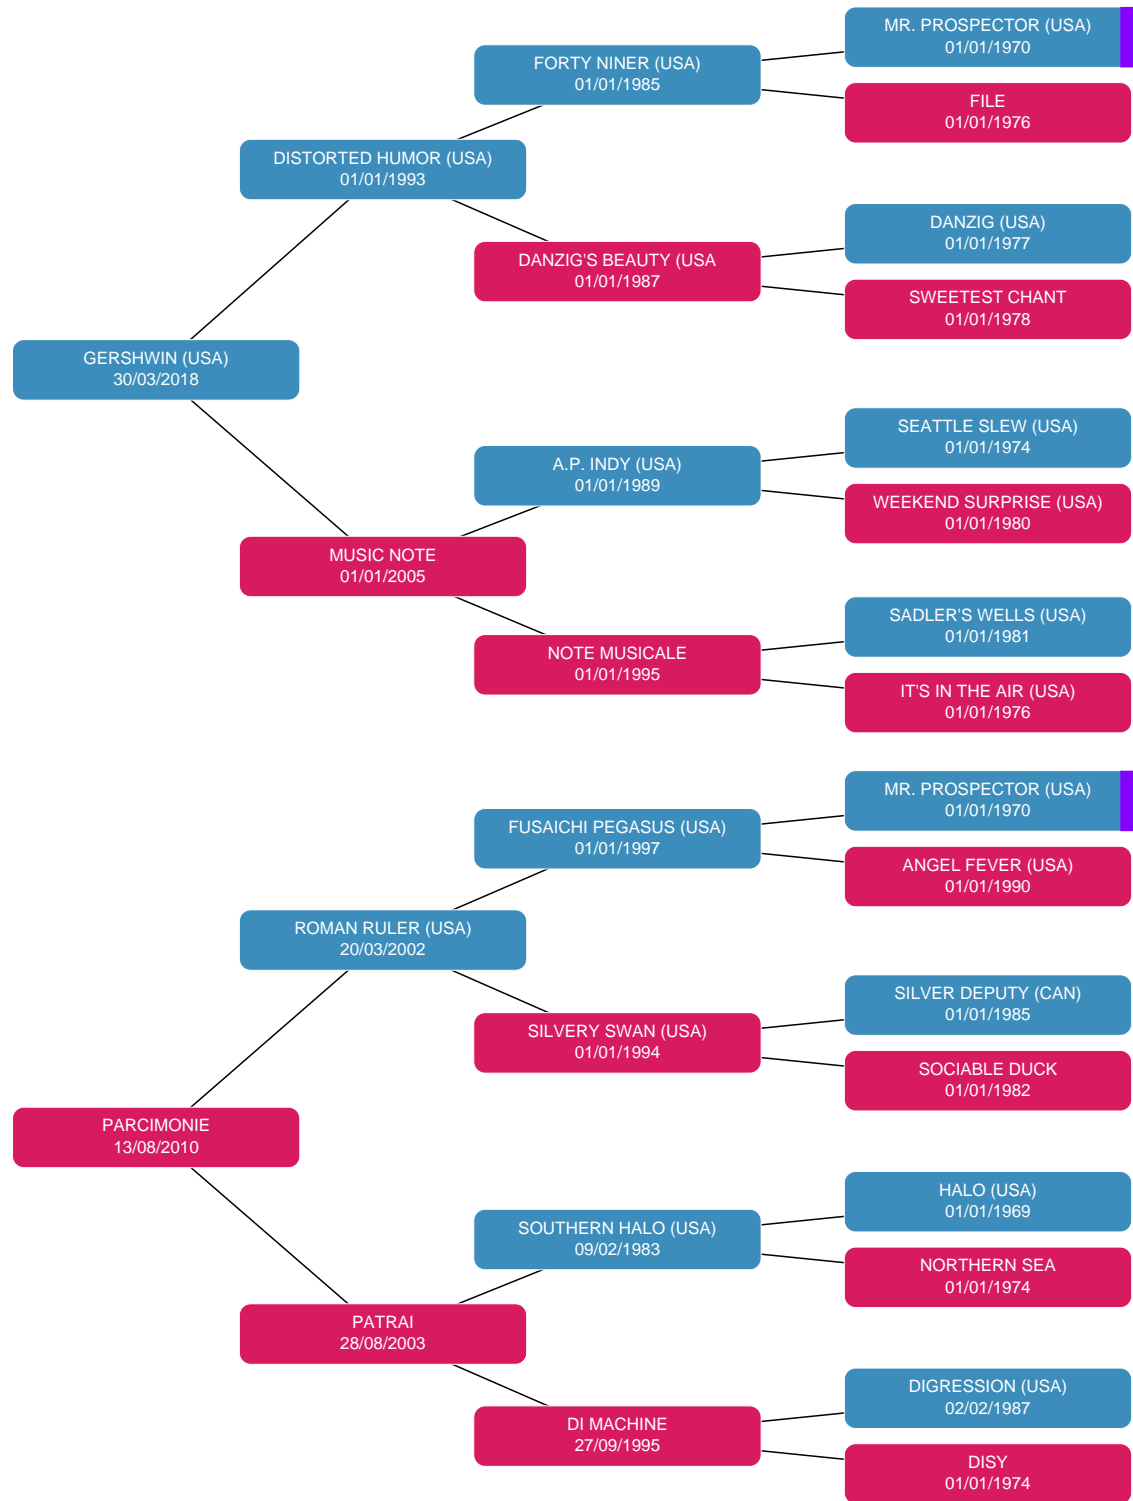 MR. PROSPECTOR (USA)
01/01/1970
FORTY NINER (USA)
01/01/1985
FILE
01/01/1976
DISTORTED HUMOR (USA)
01/01/1993
DANZIG (USA)
01/01/1977
DANZIG'S BEAUTY (USA
01/01/1987
SWEETEST CHANT
01/01/1978
GERSHWIN (USA)
30/03/2018
SEATTLE SLEW (USA)
01/01/1974
A.P. INDY (USA)
01/01/1989
WEEKEND SURPRISE (USA)
01/01/1980
MUSIC NOTE
01/01/2005
SADLER'S WELLS (USA)
01/01/1981
NOTE MUSICALE
01/01/1995
IT'S IN THE AIR (USA)
01/01/1976
MR. PROSPECTOR (USA)
01/01/1970
FUSAICHI PEGASUS (USA)
01/01/1997
ANGEL FEVER (USA)
01/01/1990
ROMAN RULER (USA)
20/03/2002
SILVER DEPUTY (CAN)
01/01/1985
SILVERY SWAN (USA)
01/01/1994
SOCIABLE DUCK
01/01/1982
PARCIMONIE
13/08/2010
HALO (USA)
01/01/1969
SOUTHERN HALO (USA)
09/02/1983
NORTHERN SEA
01/01/1974
PATRAI
28/08/2003
DIGRESSION (USA)
02/02/1987
DI MACHINE
27/09/1995
DISY
01/01/1974